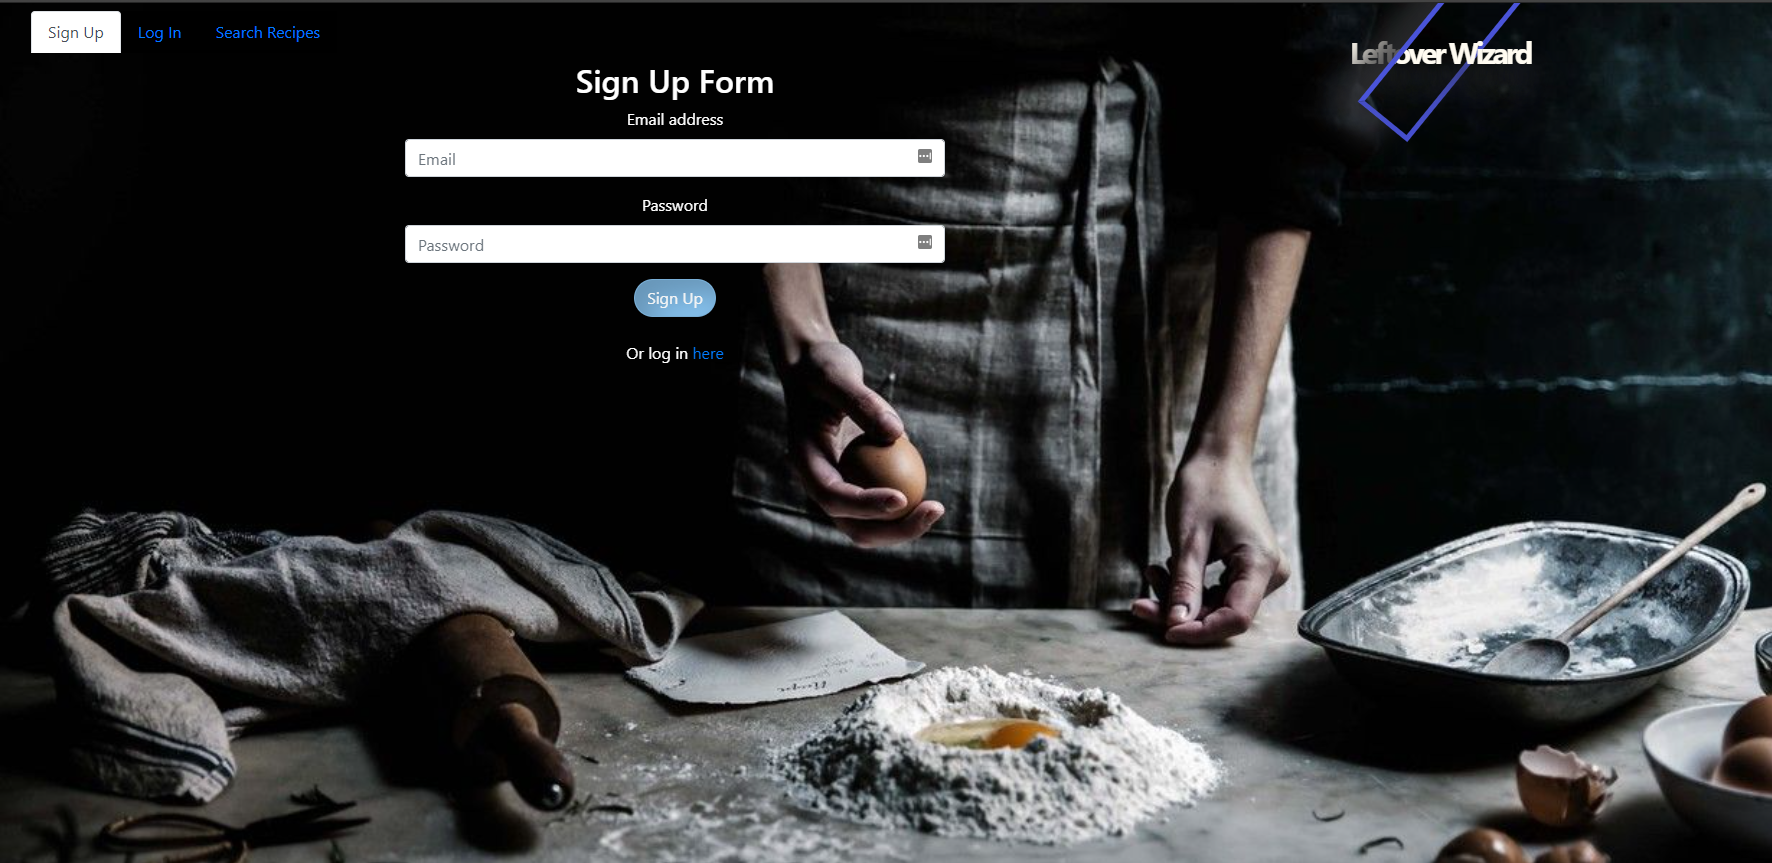 Sign Up
Log In
Search Recipes
Leftover Wizard
Sign Up Form
Email address
Email
Password
Password
Sign Up
Or log in here